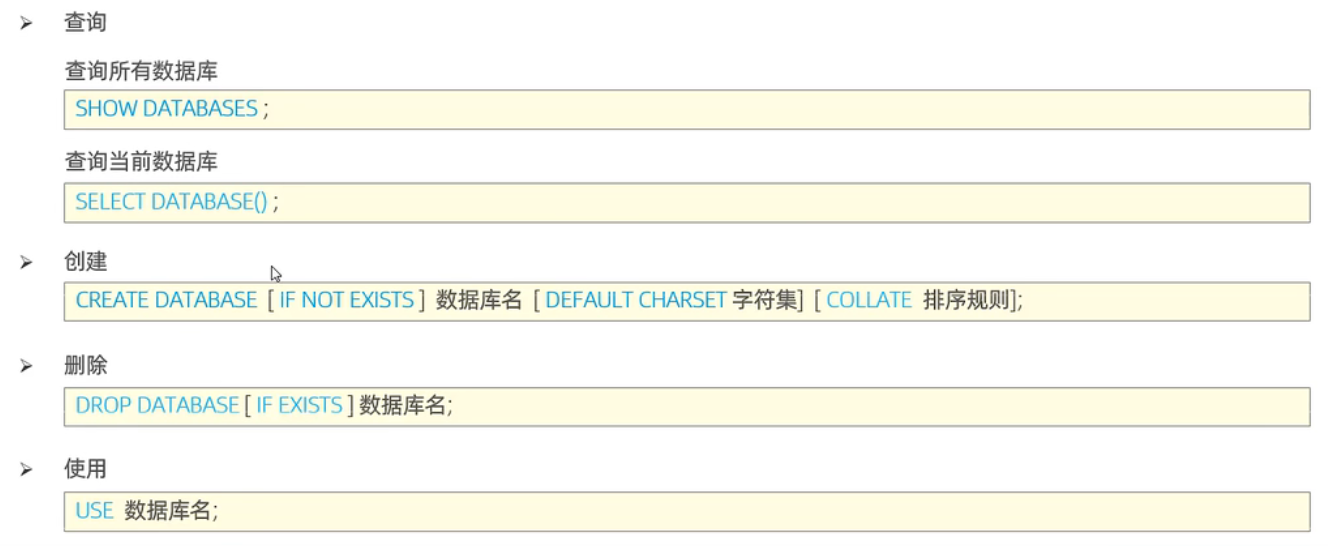 查询
查询所有数据库
SHOW DATABASES ;
查询当前数据库
SELECT DATABASE() ;
创建
CREATE DATABASE [ IF NOT EXISTS ] 数据库名 [ DEFAULT CHARSET 字符集] [ COLLATE 排序规则];
删除
DROP DATABASE [ IF EXISTS ] 数据库名;
使用
USE 数据库名;